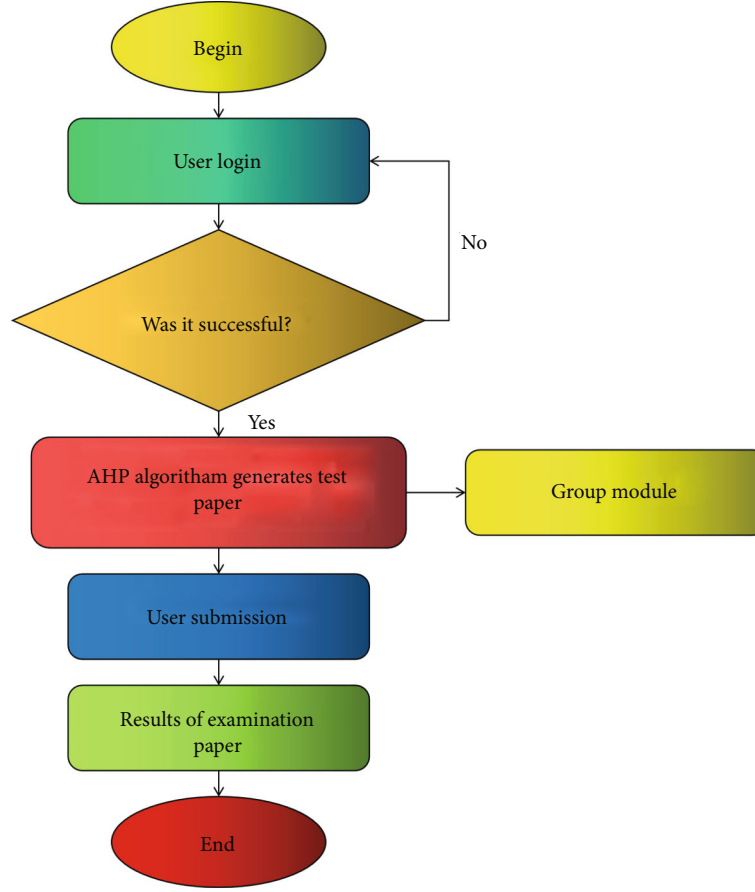 Begin
User login
No
Was it successful?
Yes
AHP algoritham generates test
paper
Group module
User submission
Results of examination
paper
End